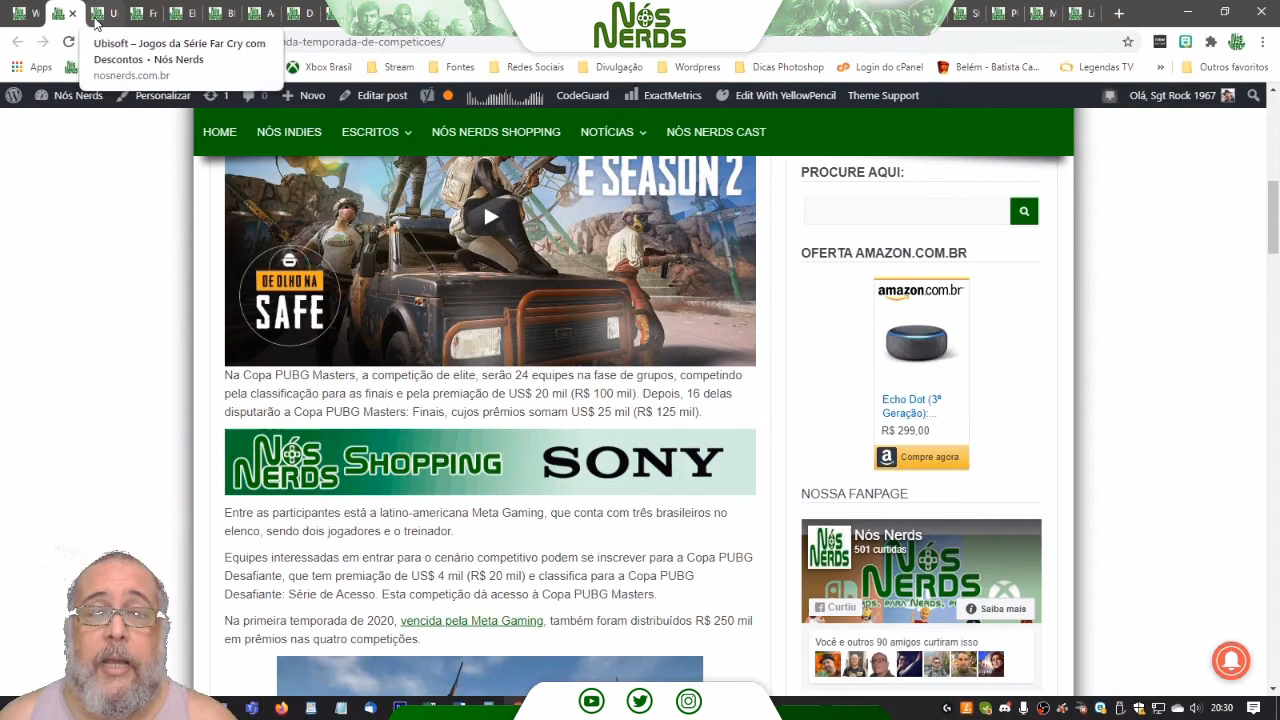 Nós
NERDS
Ubisoft – Jogos da Série Far Cry com
Descontos • Nós Nerds
nosnerds.com.br
da-temporada-de-competicoes/
Apps
Xbox Brasil
Stream
Fontes
Redes Sociais
Divulgação
Wordpress
Dicas Photoshop
Login do cPanel
Belém - Batista Ca...
Legendas TV
»
Outros favoritos
Nós Nerds
Personalizar
Novo
Editar post
CodeGuard
ExactMetrics
Edit With YellowPencil
Theme Support
Olá, Sgt Rock 1967
HOME
NÓS INDIES
ESCRITOS
NÓS NERDS SHOPPING
NOTÍCIAS
NÓS NERDS CAST
E SEASON 2
DE OLHO NA
SAFE
Na Copa PUBG Masters, a competição de elite, serão 24 equipes na fase de grupos, competindo
pela classificação para as finais e pela premiação de US$ 20 mil (R$ 100 mil). Depois, 16 delas
disputarão a Copa PUBG Masters: Finais, cujos prêmios somam US$ 25 mil (R$ 125 mil).
Nós
NERDS SHOPPING SONY
Entre as participantes está a latino-americana Meta Gaming, que conta com três brasileiros no
elenco, sendo dois jogadores e o treinador.
Equipes interessadas em entrar para o cenário competitivo podem se inscrever para a Copa PUBG
Desafiante, que tem premiação de US$ 4 mil (R$ 20 mil) e classifica para a Copa PUBG
Desafiante: Série de Acesso. Esta competição dá acesso à Copa PUBG Masters.
Na primeira temporada de 2020, vencida pela Meta Gaming, também foram distribuídos R$ 250 mil
em prêmios nas quatro competições.
PROCURE AQUI:
OFERTA AMAZON.COM.BR
amazon.com.br
Echo Dot (3ª
Geração):...
R$ 299,00
Compre agora
NOSSA FANPAGE
Nós
NERDS
Nós Nerds
501 curtidas
Curtiu
Saiba mais
Você e outros 90 amigos curtiram isso
20:30